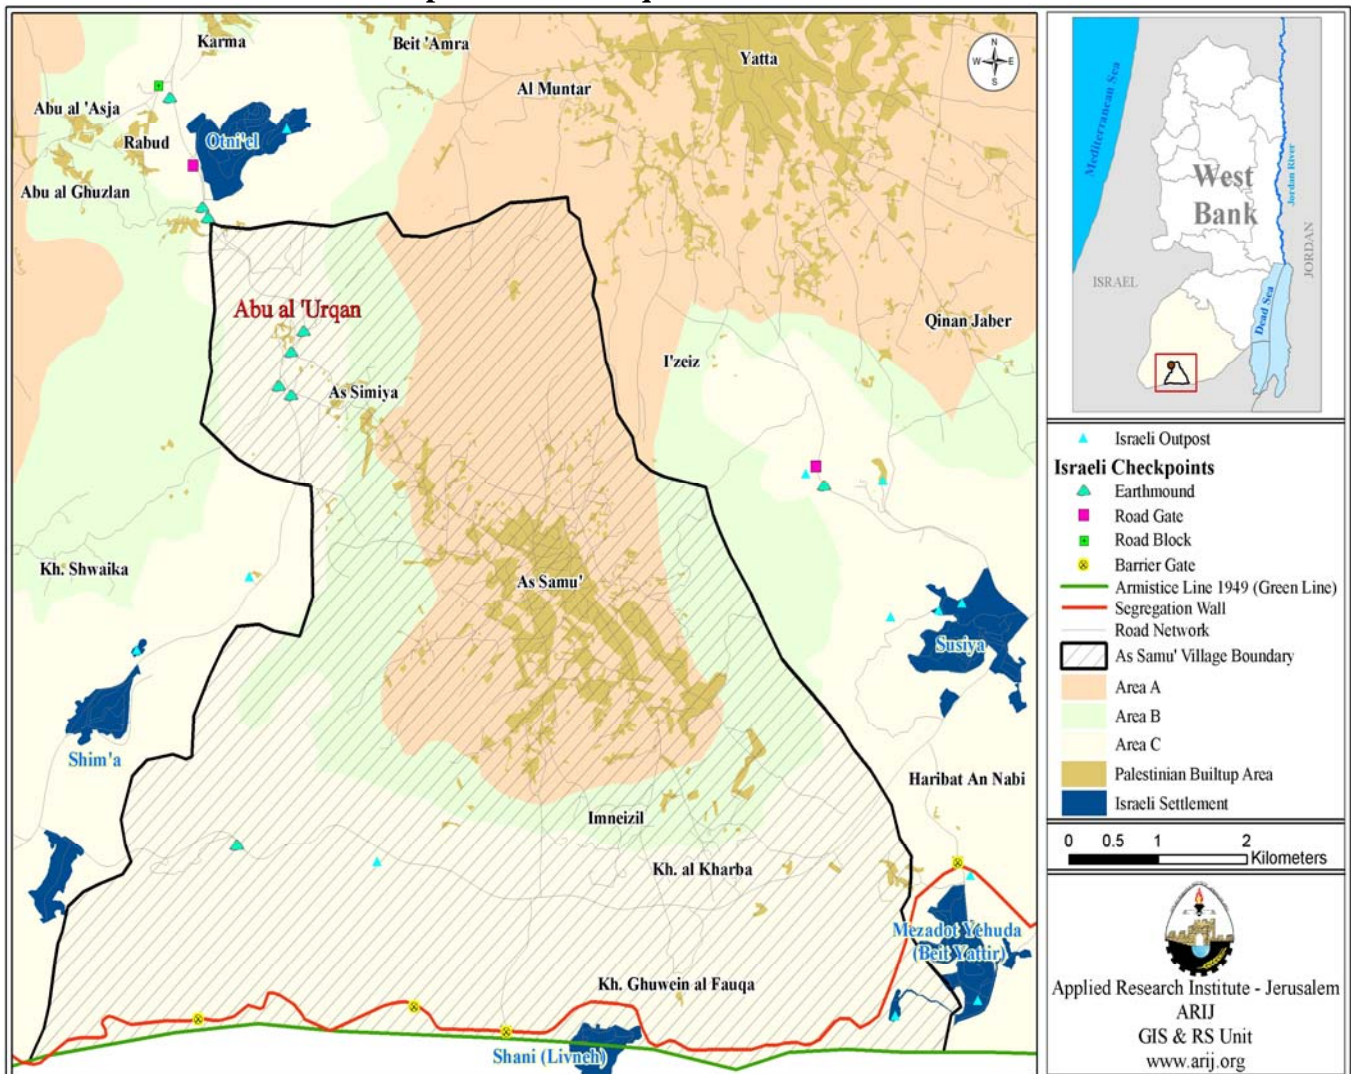 Karma
Beit 'Amra
Yatta
N
W E
S
Al Muntar
Abu al 'Asja
Rabud
Otni'el
Abu al Ghuzlan
Abu al 'Urqan
Qinan Jaber
I'zeiz
As Simiya
Kh. Shwaika
As Samu'
Susiya
Shim'a
Haribat An Nabi
Imneizil
Kh. al Kharba
Mezadot Yehuda
(Beit Yattir)
Kh. Ghuwein al Fauqa
Shani (Livneh)
Mediterranean Sea
West
Bank
Jordan River
JORDAN
ISRAEL
Dead Sea
Israeli Outpost
Israeli Checkpoints
Earthmound
Road Gate
Road Block
Barrier Gate
Armistice Line 1949 (Green Line)
Segregation Wall
Road Network
As Samu' Village Boundary
Area A
Area B
Area C
Palestinian Builtup Area
Israeli Settlement
0 0.5 1 2
Kilometers
Applied Research Institute - Jerusalem
ARIJ
GIS & RS Unit
www.arij.org